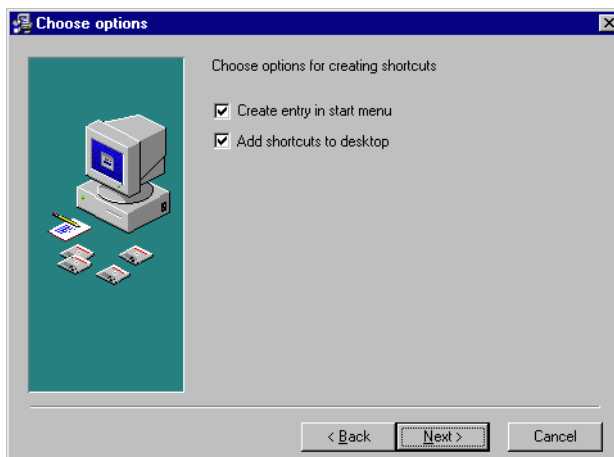 Choose options
Choose options for creating shortcuts
Create entry in start menu
Add shortcuts to desktop
< Back
Next >
Cancel